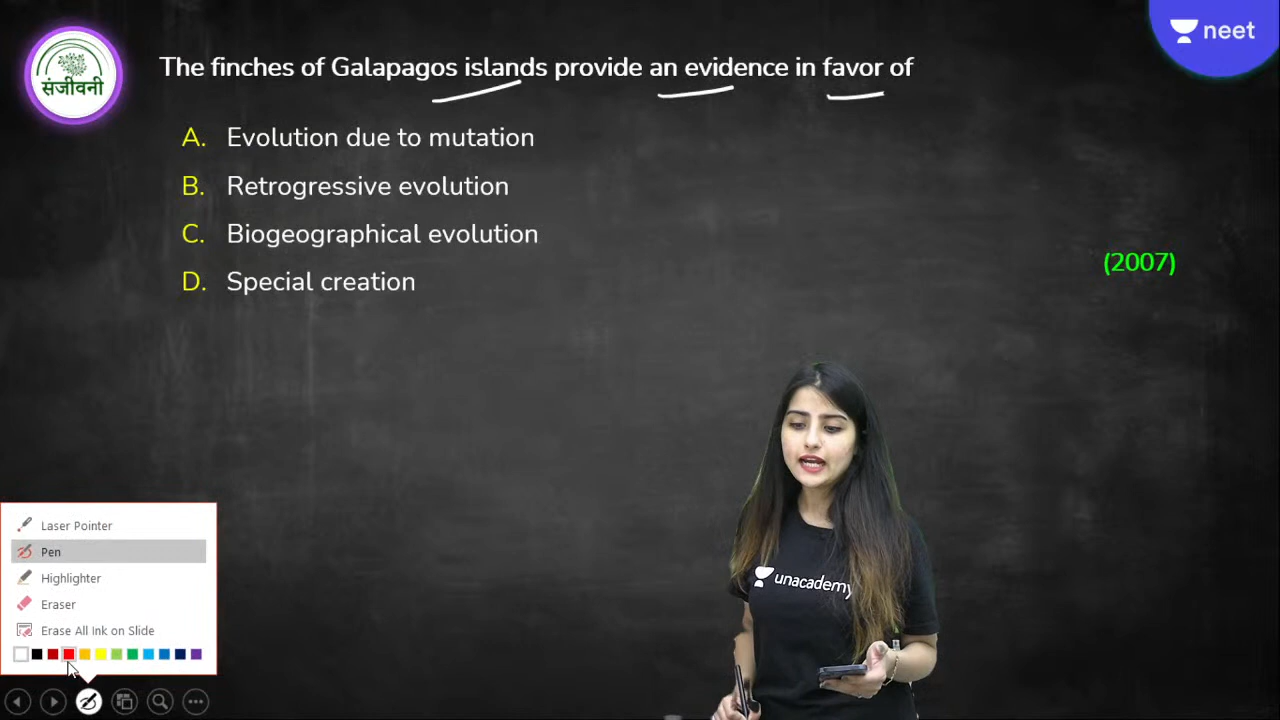 The finches of Galapagos islands provide an evidence in favor of
neet
संजीवनी
A. Evolution due to mutation
B. Retrogressive evolution
C. Biogeographical evolution
D. Special creation
(2007)
Laser Pointer
Pen
Highlighter
Eraser
Erase All Ink on Slide
unacademy